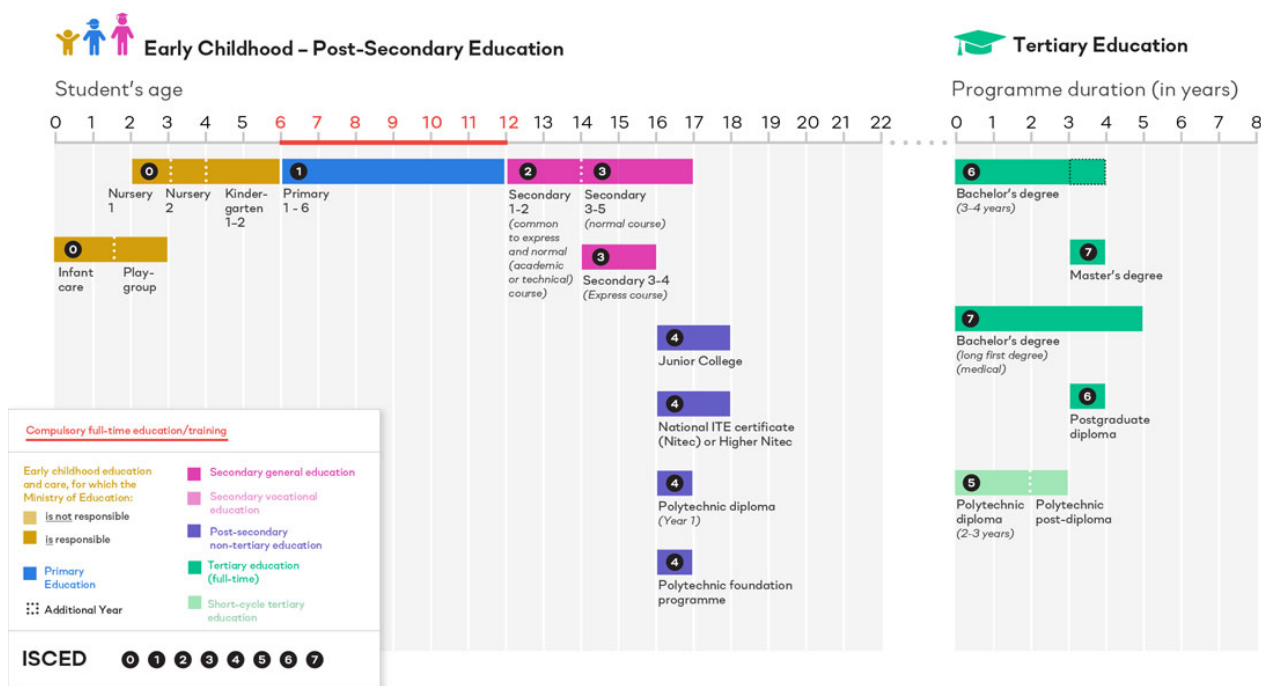 Early Childhood – Post-Secondary Education
Student's age
0 1 2 3 4 5 6 7 8 9 10 11 12 13 14 15 16 17 18 19 20 21 22
0
Nursery
1
Nursery
2
Kinder-
garten
1–2
1
Primary
1 - 6
2
Secondary
1-2
(common
to express
and normal
(academic
or technical)
course)
3
Secondary
3-5
(normal course)
0
Infant
care
Play-
group
3
Secondary 3-4
(Express course)
4
Junior College
4
National ITE certificate
(Nitec) or Higher Nitec
4
Polytechnic diploma
(Year 1)
4
Polytechnic foundation
programme
Tertiary Education
Programme duration (in years)
0 1 2 3 4 5 6 7 8
6
Bachelor's degree
(3-4 years)
7
Master's degree
7
Bachelor's degree
(long first degree)
(medical)
6
Postgraduate
diploma
5
Polytechnic
diploma
(2-3 years)
Polytechnic
post-diploma
Compulsory full-time education/training
Early childhood education
and care, for which the
Ministry of Education:
is not responsible
is responsible
Primary
Education
Additional Year
Secondary general education
Secondary vocational
education
Post-secondary
non-tertiary education
Tertiary education
(full-time)
Short-cycle tertiary
education
ISCED 0 1 2 3 4 5 6 7